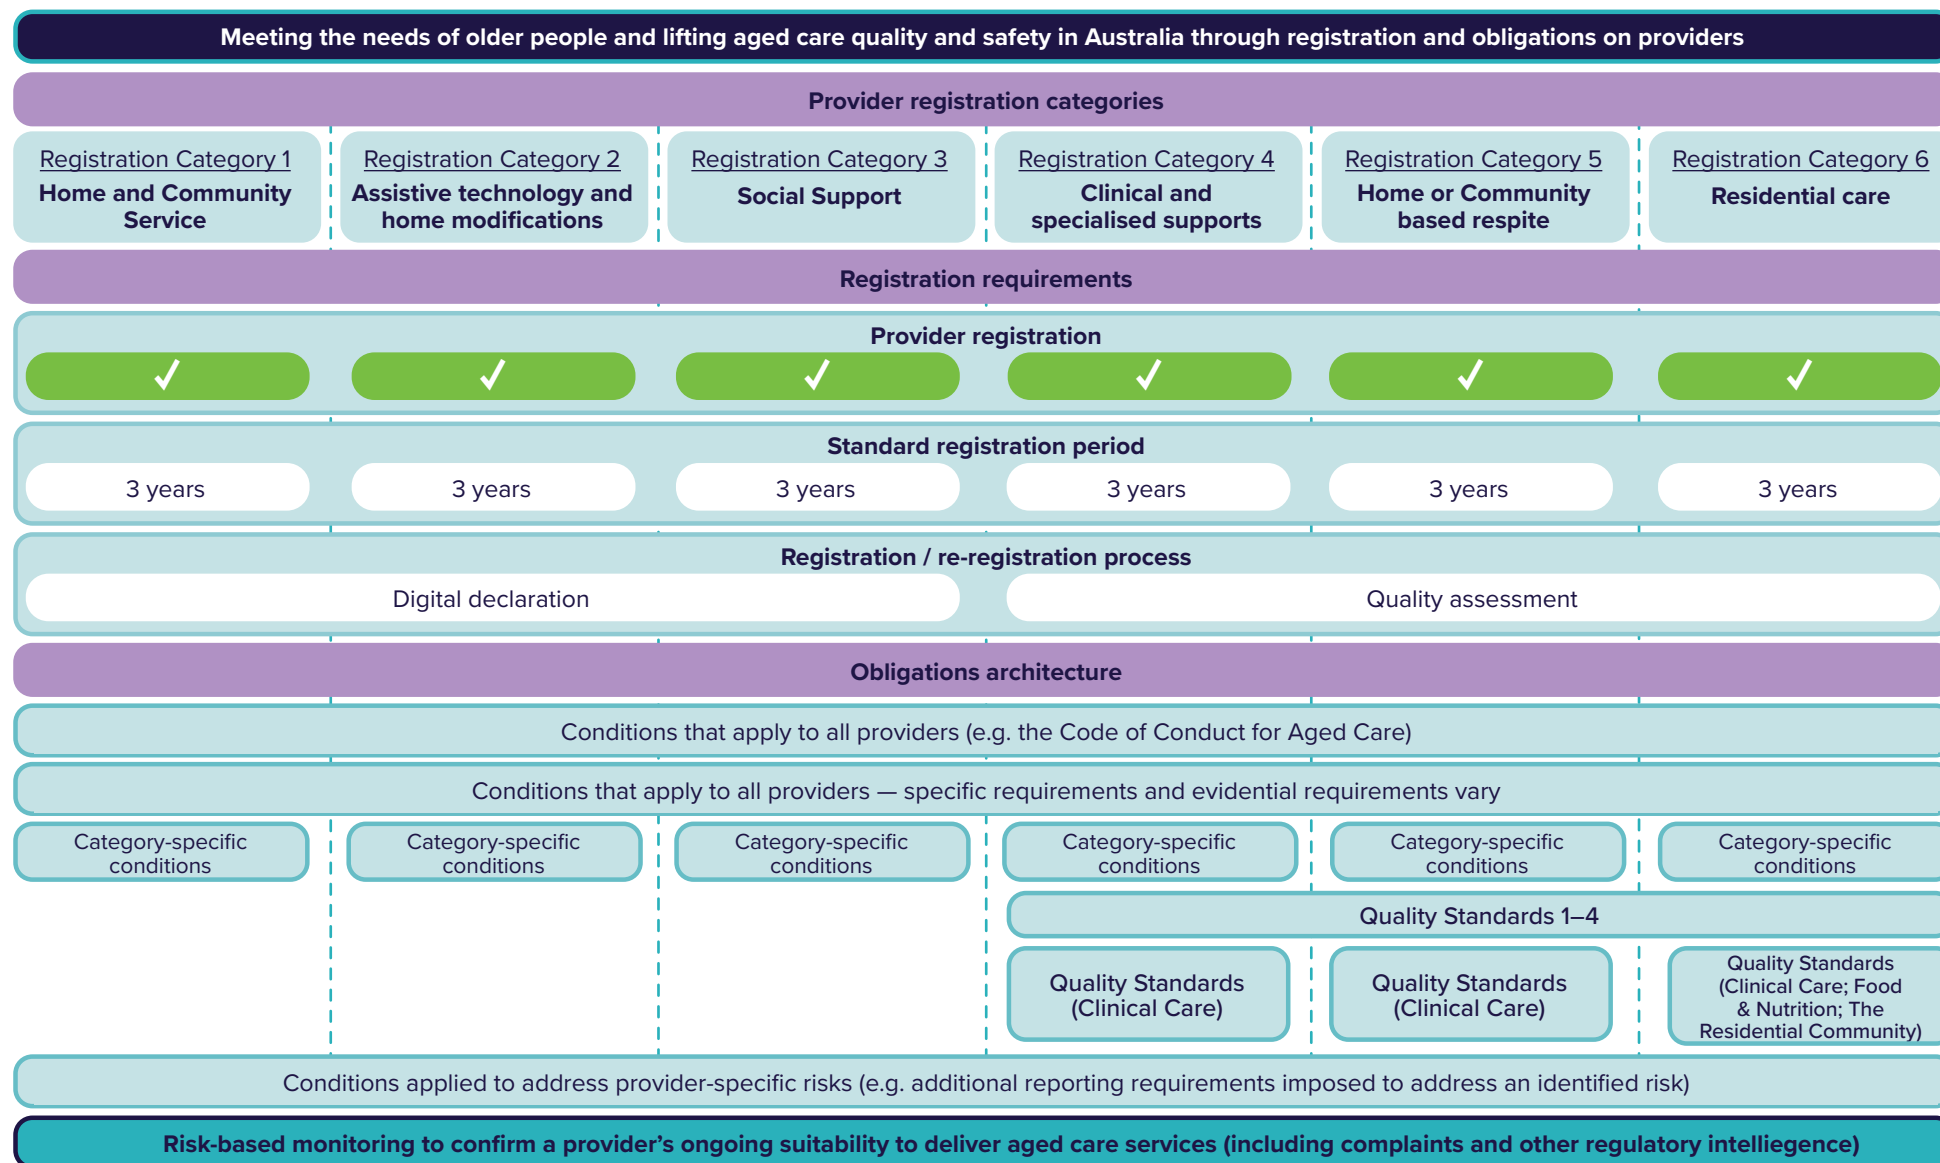 Meeting the needs of older people and lifting aged care quality and safety in Australia through registration and obligations on providers
Provider registration categories
Registration Category 1
Home and Community
Service
Registration Category 2
Assistive technology and
home modifications
Registration Category 3
Social Support
Registration Category 4
Clinical and
specialised supports
Registration Category 5
Home or Community
based respite
Registration Category 6
Residential care
Registration requirements
Provider registration
Standard registration period
3 years
3 years
3 years
3 years
3 years
3 years
Registration / re-registration process
Digital declaration
Quality assessment
Obligations architecture
Conditions that apply to all providers (e.g. the Code of Conduct for Aged Care)
Conditions that apply to all providers — specific requirements and evidential requirements vary
Category-specific
conditions
Category-specific
conditions
Category-specific
conditions
Category-specific
conditions
Category-specific
conditions
Category-specific
conditions
Quality Standards 1–4
Quality Standards
(Clinical Care)
Quality Standards
(Clinical Care)
Quality Standards
(Clinical Care; Food
& Nutrition; The
Residential Community)
Conditions applied to address provider-specific risks (e.g. additional reporting requirements imposed to address an identified risk)
Risk-based monitoring to confirm a provider’s ongoing suitability to deliver aged care services (including complaints and other regulatory intelliegence)